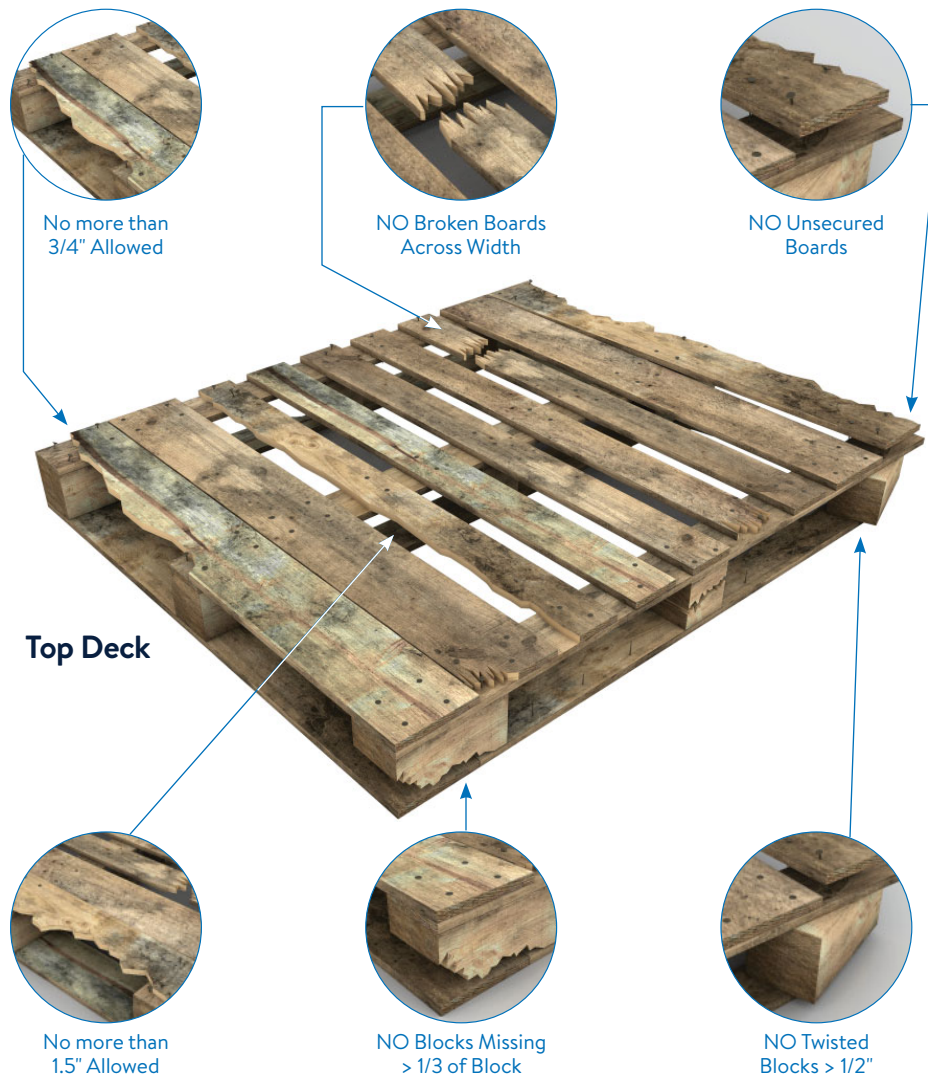 No more than
3/4" Allowed
NO Broken Boards
Across Width
NO Unsecured
Boards
Top Deck
No more than
1.5" Allowed
NO Blocks Missing
> 1/3 of Block
NO Twisted
Blocks > 1/2"